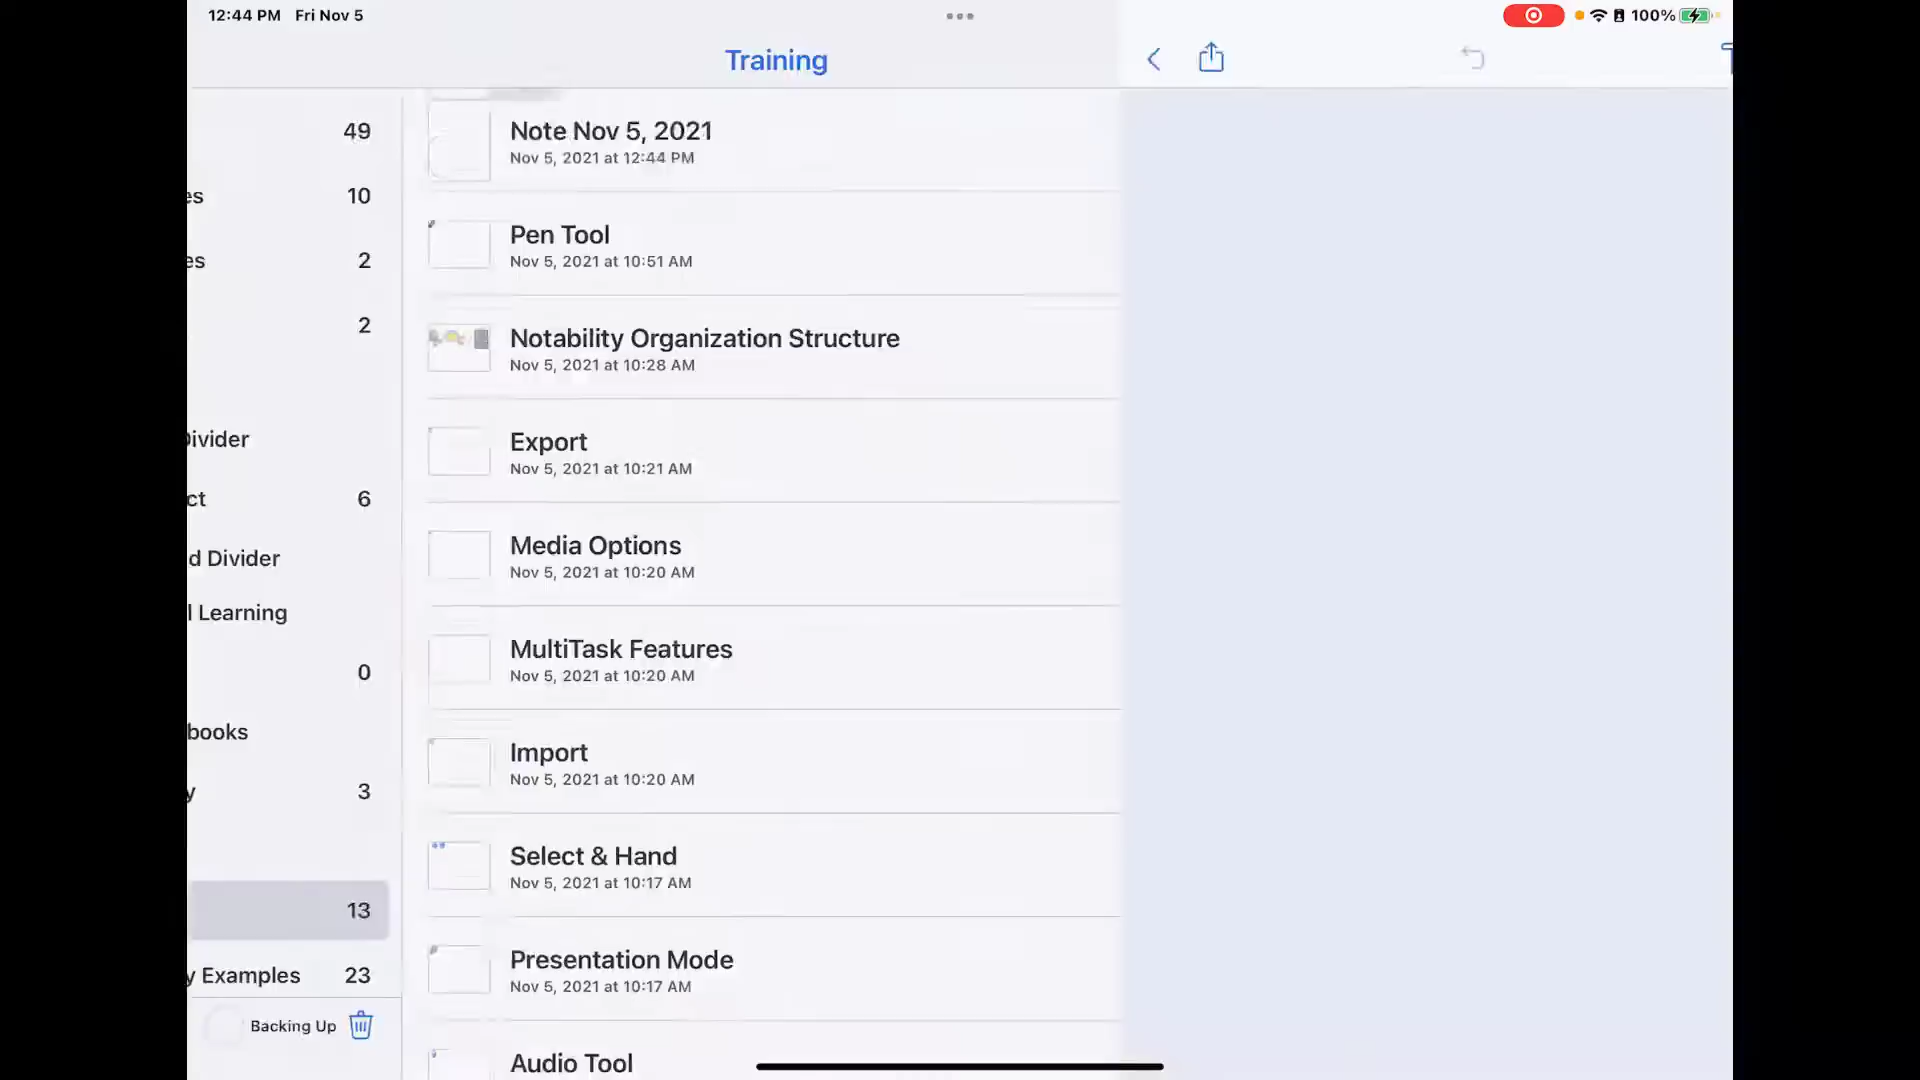 12:44 PM Fri Nov 5
100%
Training
49
es 10
es 2
2
Divider
ct 6
d Divider
l Learning
0
books
y 3
13
y Examples 23
Backing Up
Note Nov 5, 2021
Nov 5, 2021 at 12:44 PM
Pen Tool
Nov 5, 2021 at 10:51 AM
Notability Organization Structure
Nov 5, 2021 at 10:28 AM
Export
Nov 5, 2021 at 10:21 AM
Media Options
Nov 5, 2021 at 10:20 AM
MultiTask Features
Nov 5, 2021 at 10:20 AM
Import
Nov 5, 2021 at 10:20 AM
Select & Hand
Nov 5, 2021 at 10:17 AM
Presentation Mode
Nov 5, 2021 at 10:17 AM
Audio Tool